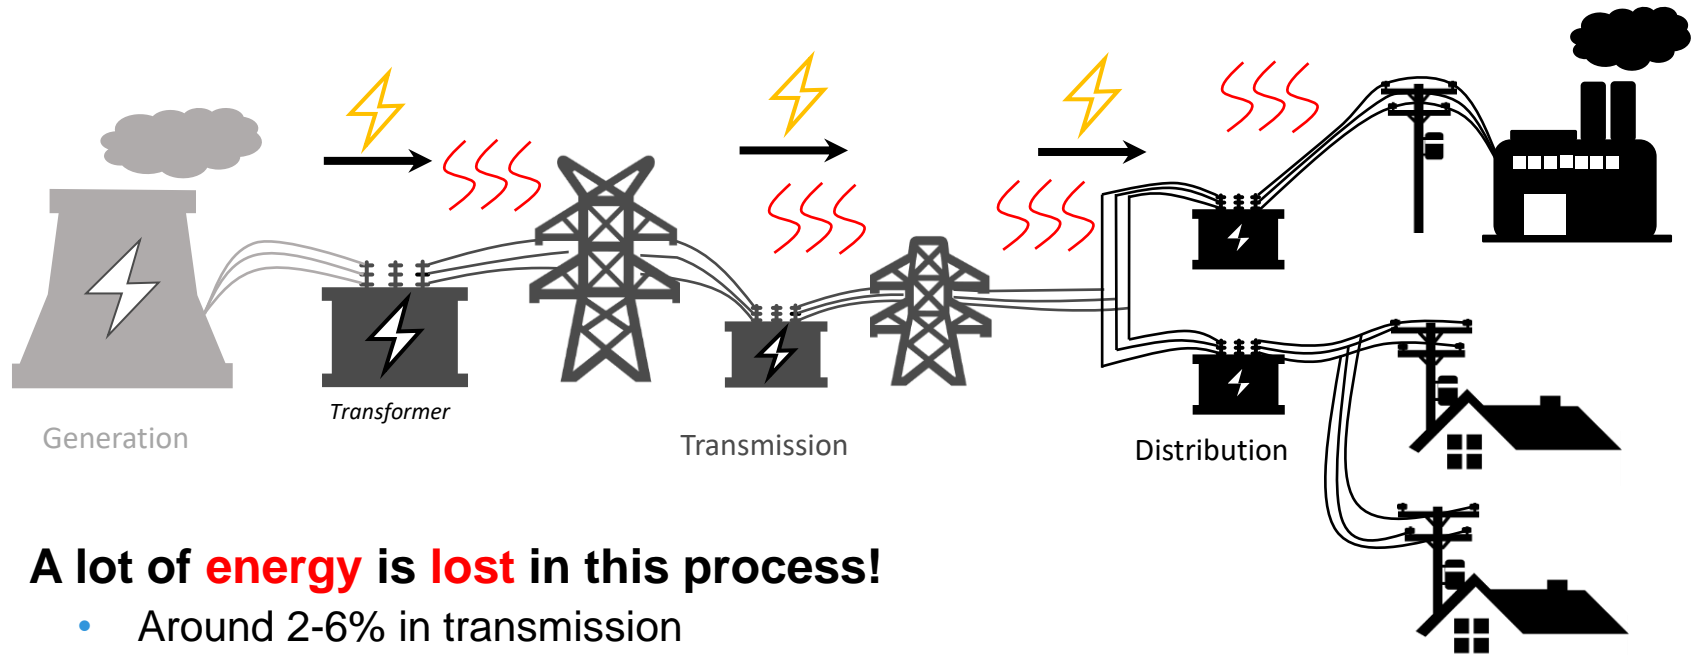 Generation
Transformer
Transmission
Distribution
A lot of energy is lost in this process!
• Around 2-6% in transmission